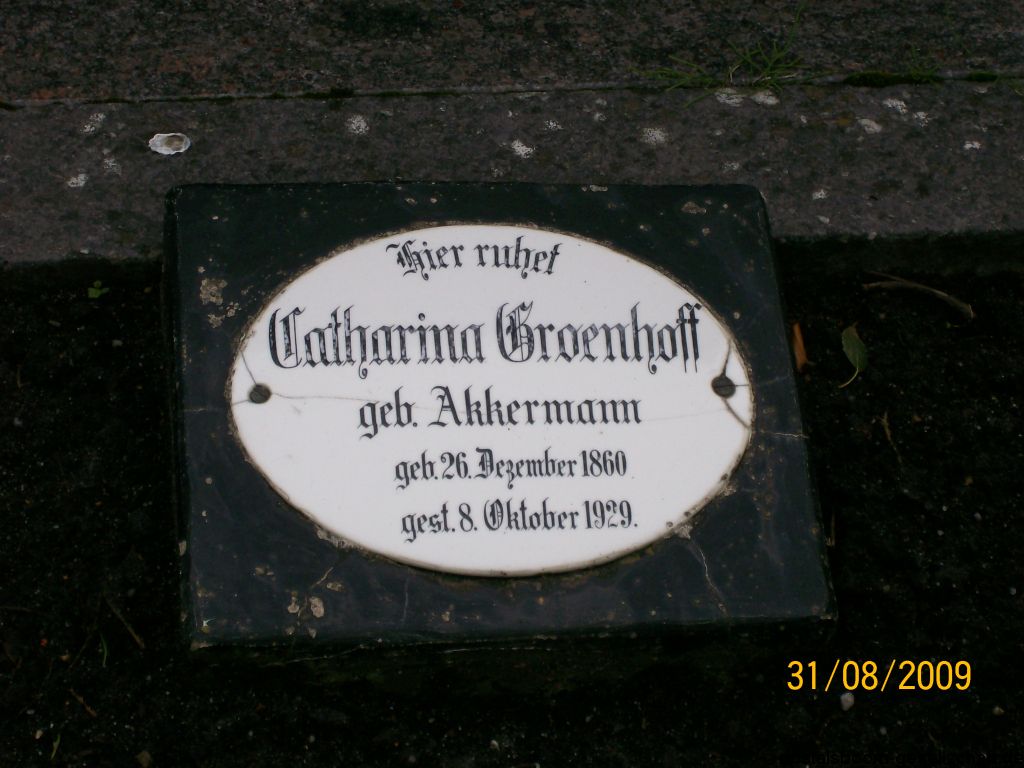 Hier ruhet
Catharina Groenhoff
geb. Akkermann
geb. 26. Dezember 1860
gest. 8. Oktober 1929.
31/08/2009